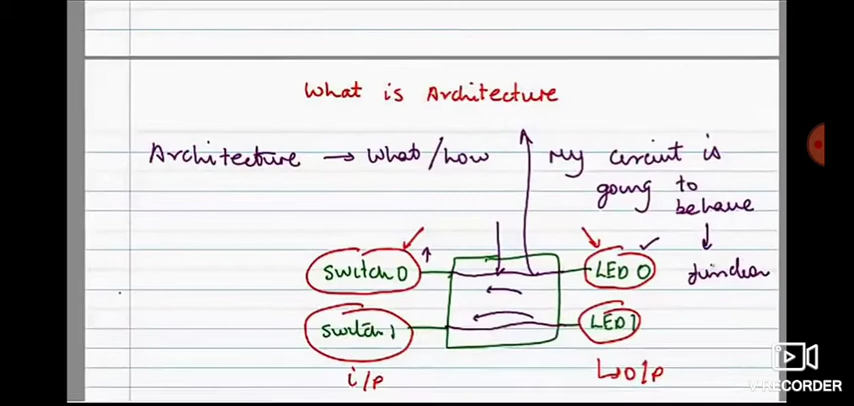 What is Architecture
Architecture → What/how My circuit is
going to
behave
↓
function
Switch 0 LED 0
Switch 1 LED 1
i/p ↳ O/P
V RECORDER